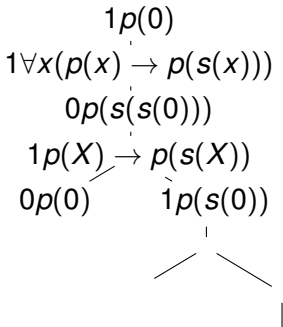 1p(0)
1∀x(p(x) → p(s(x)))
0p(s(s(0)))
1p(X) → p(s(X))
0p(0) 1p(s(0))